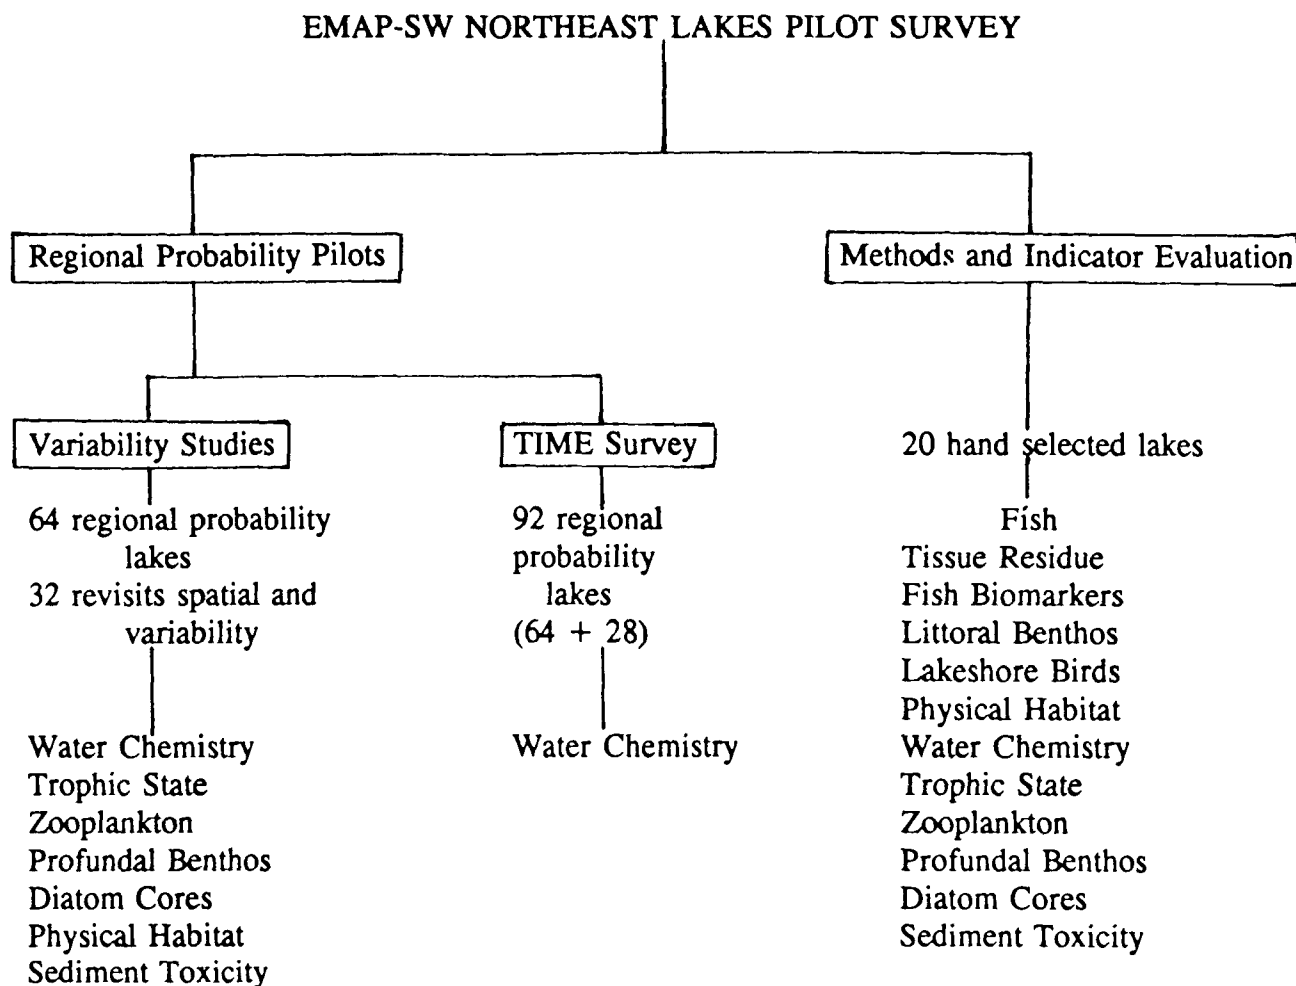 EMAP-SW NORTHEAST LAKES PILOT SURVEY
Regional Probability Pilots
Methods and Indicator Evaluation
Variability Studies
TIME Survey
20 hand selected lakes
64 regional probability
lakes
32 revisits spatial and
variability
92 regional
probability
lakes
(64 + 28)
Fish
Tissue Residue
Fish Biomarkers
Littoral Benthos
Lakeshore Birds
Physical Habitat
Water Chemistry
Trophic State
Zooplankton
Profundal Benthos
Diatom Cores
Sediment Toxicity
Water Chemistry
Trophic State
Zooplankton
Profundal Benthos
Diatom Cores
Physical Habitat
Sediment Toxicity
Water Chemistry